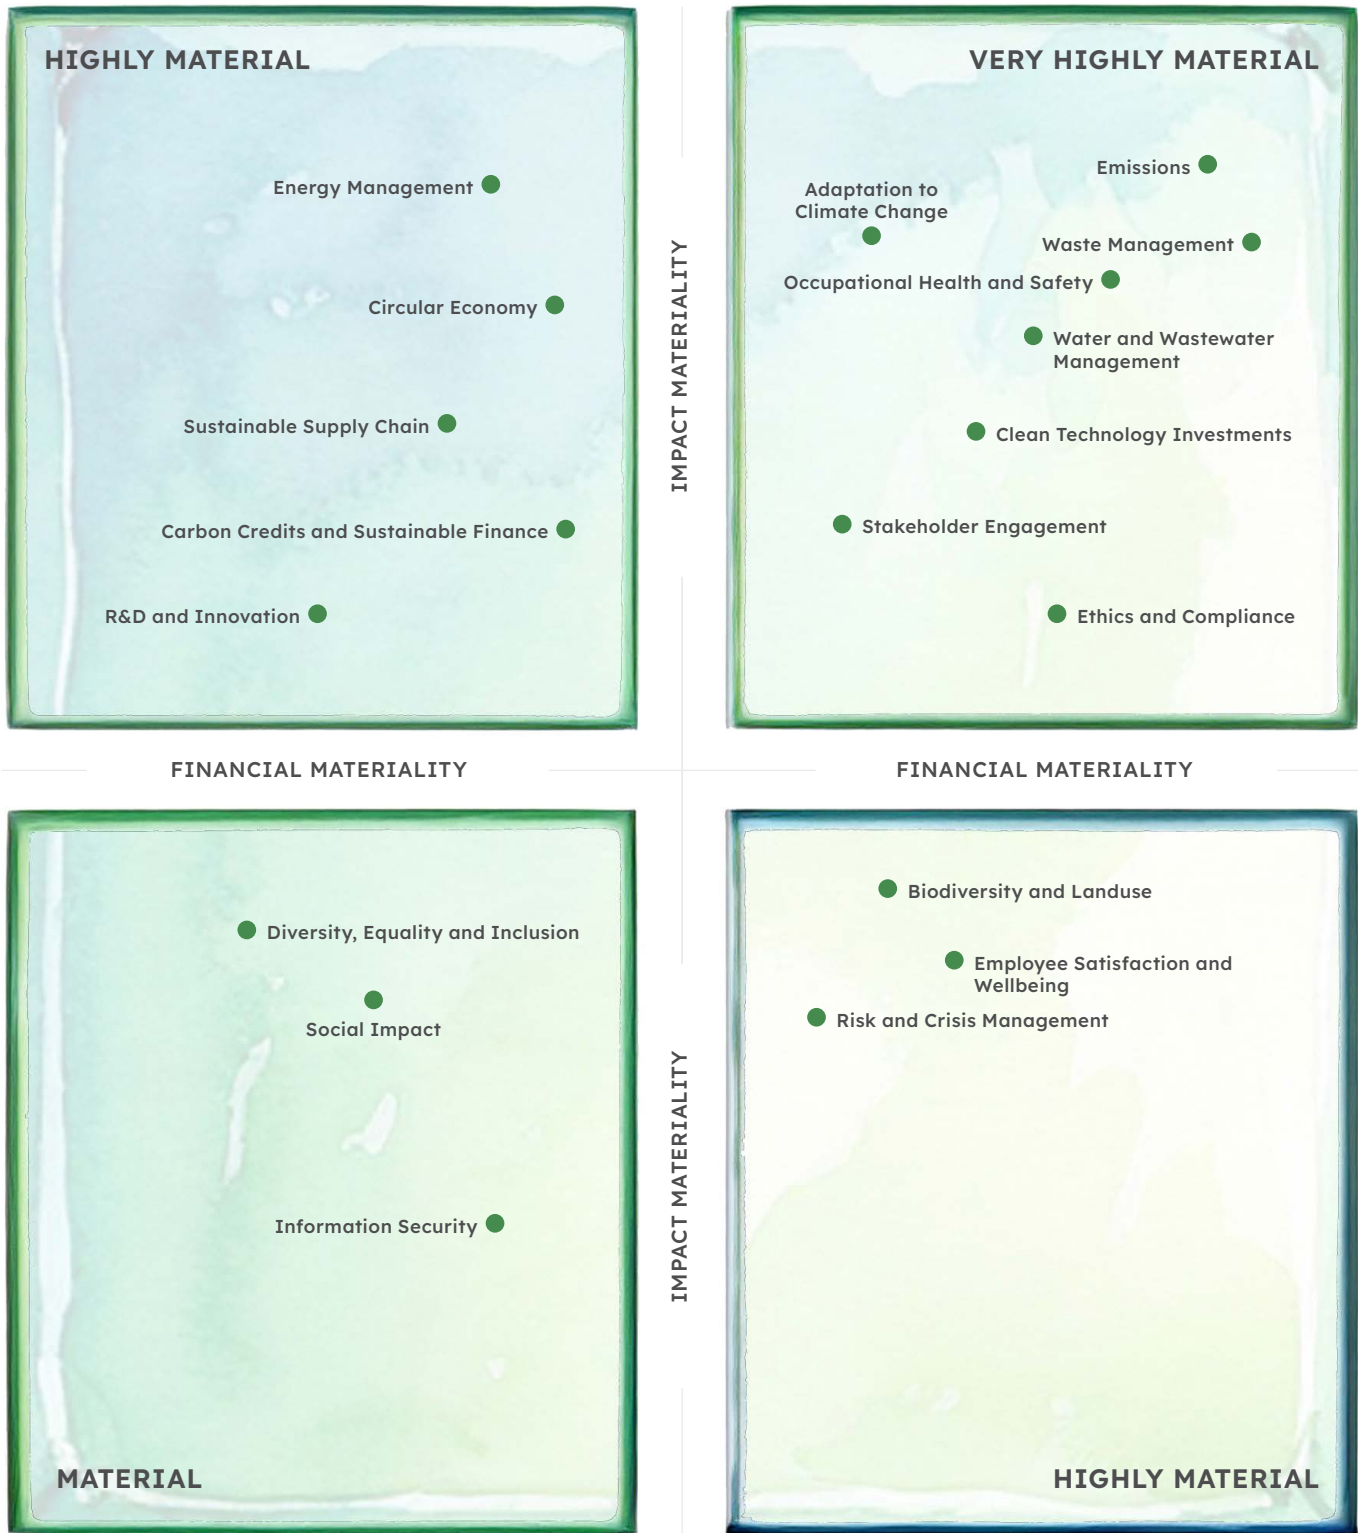 HIGHLY MATERIAL
Energy Management
Circular Economy
Sustainable Supply Chain
Carbon Credits and Sustainable Finance
R&D and Innovation
IMPACT MATERIALITY
VERY HIGHLY MATERIAL
Emissions
Adaptation to
Climate Change
Waste Management
Occupational Health and Safety
Water and Wastewater
Management
Clean Technology Investments
Stakeholder Engagement
Ethics and Compliance
FINANCIAL MATERIALITY
FINANCIAL MATERIALITY
Diversity, Equality and Inclusion
Social Impact
Information Security
MATERIAL
IMPACT MATERIALITY
Biodiversity and Landuse
Employee Satisfaction and
Wellbeing
Risk and Crisis Management
HIGHLY MATERIAL